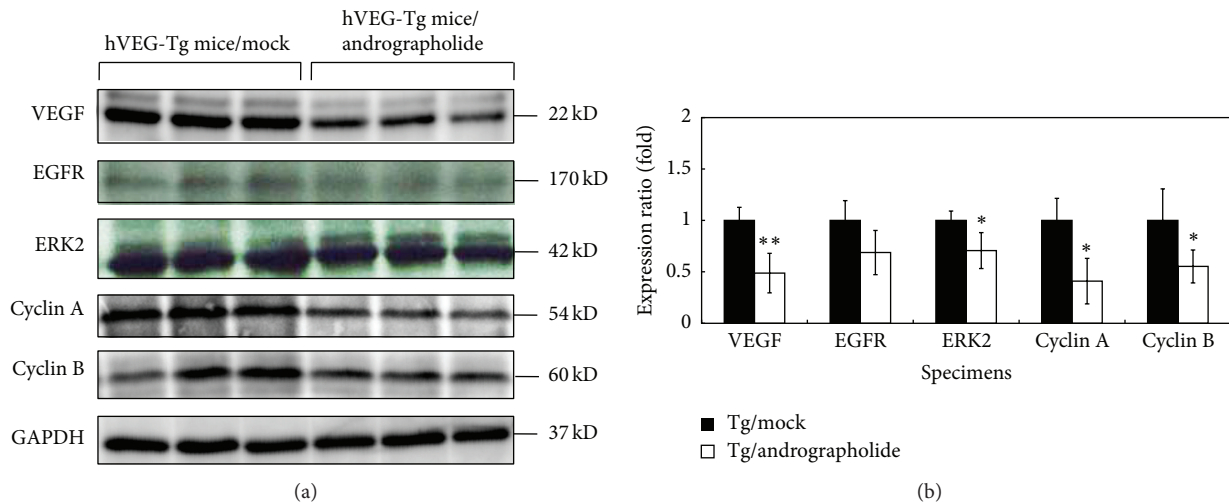 hVEG-Tg mice/mock
hVEG-Tg mice/
andrographolide
VEGF
22 kD
EGFR
170 kD
ERK2
42 kD
Cyclin A
54 kD
Cyclin B
60 kD
GAPDH
37 kD
(a)
Expression ratio (fold)
2
1.5
1
0.5
0
**
*
*
*
VEGF
EGFR
ERK2
Cyclin A
Cyclin B
Specimens
Tg/mock
Tg/andrographolide
(b)